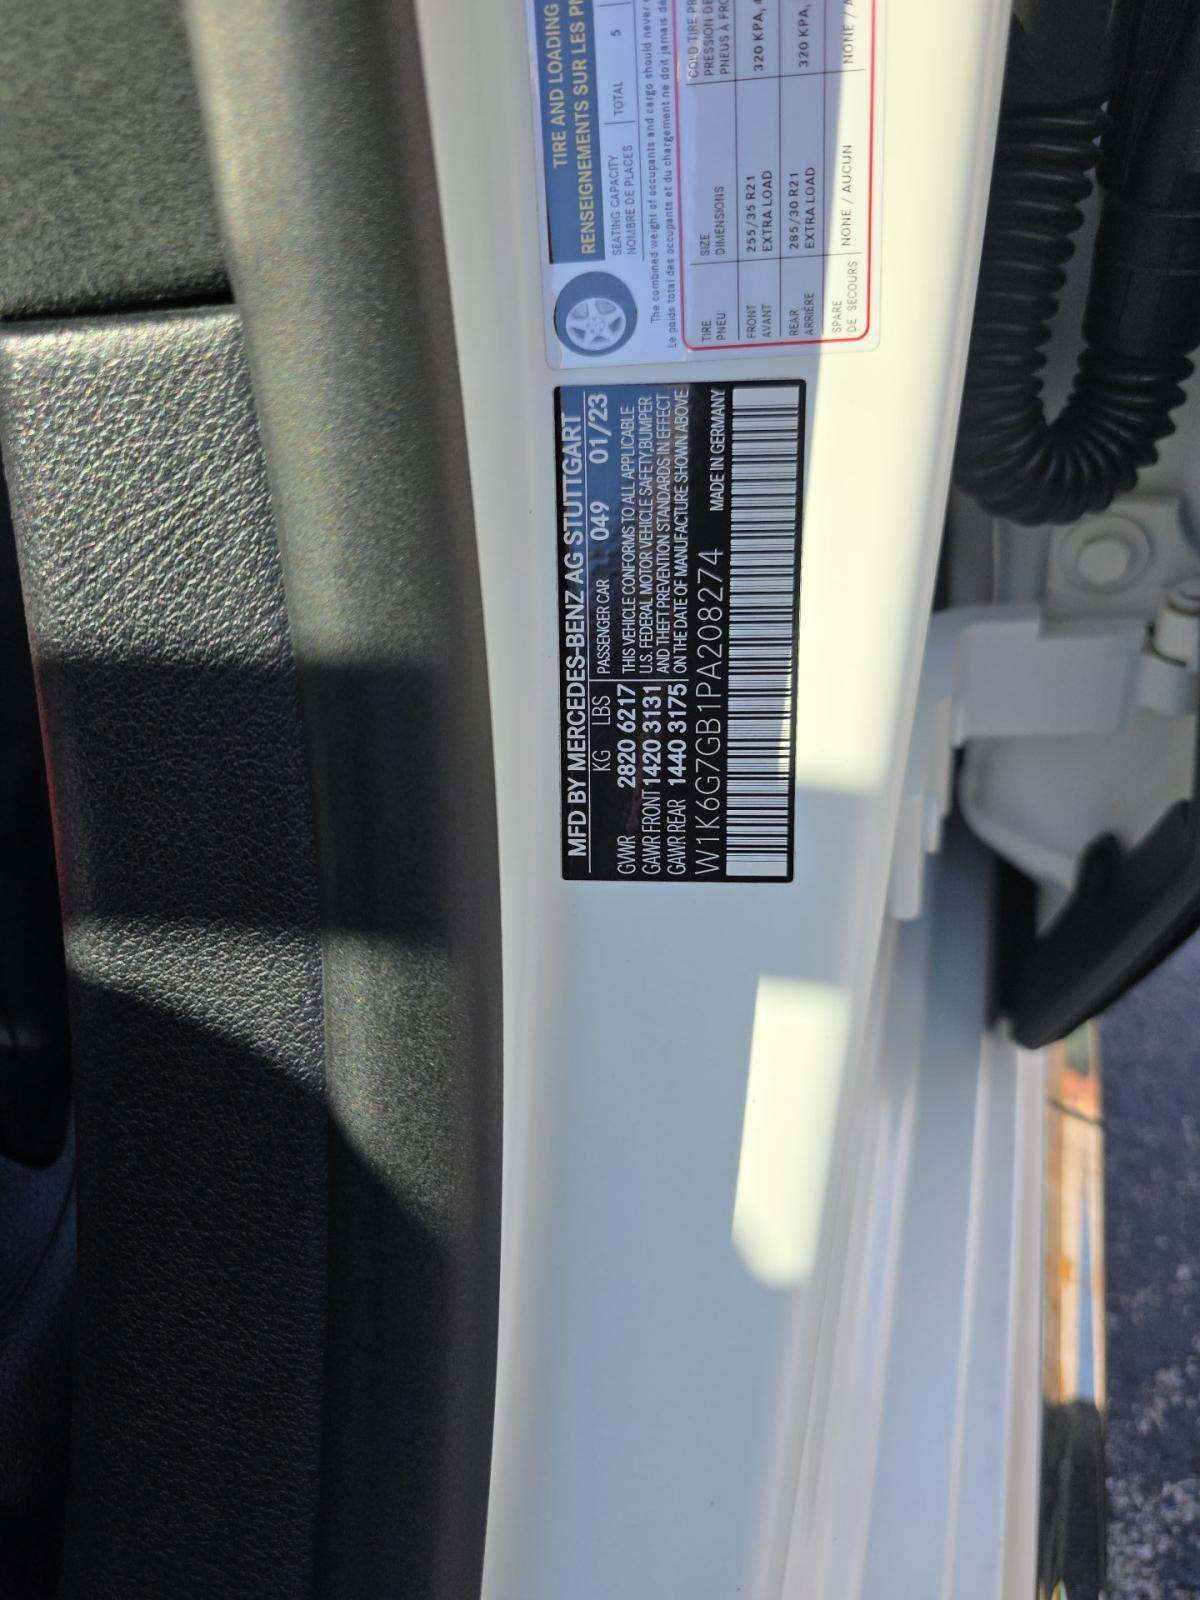 TIRE AND LOADING
RENSEIGNEMENTS SUR LES
SEATING CAPACITY
NOMBRE DE PLACES
TOTAL 5
The combined weight of occupants and cargo should never
Le poids total des occupants et du chargement ne doit jamais
TIRE
PNEU
SIZE
DIMENSIONS
COLD TIRE
PRESSION
PNEUS À
FRONT
AVANT
255/35 R21
EXTRA LOAD
320 KPA,
REAR
ARRIÈRE
285/30 R21
EXTRA LOAD
320 KPA,
SPARE
DE SECOURS
NONE / AUCUN
NONE /
MFD BY MERCEDES-BENZ AG STUTTGART
KG LBS PASSENGER CAR 049 01/23
GVWR 2820 6217 THIS VEHICLE CONFORMS TO ALL APPLICABLE
GAWR FRONT 1420 3131 U.S. FEDERAL MOTOR VEHICLE SAFETY,BUMPER
AND THEFT PREVENTION STANDARDS IN EFFECT
GAWR REAR 1440 3175 ON THE DATE OF MANUFACTURE SHOWN ABOVE
W1K6G7GB1PA208274 MADE IN GERMANY